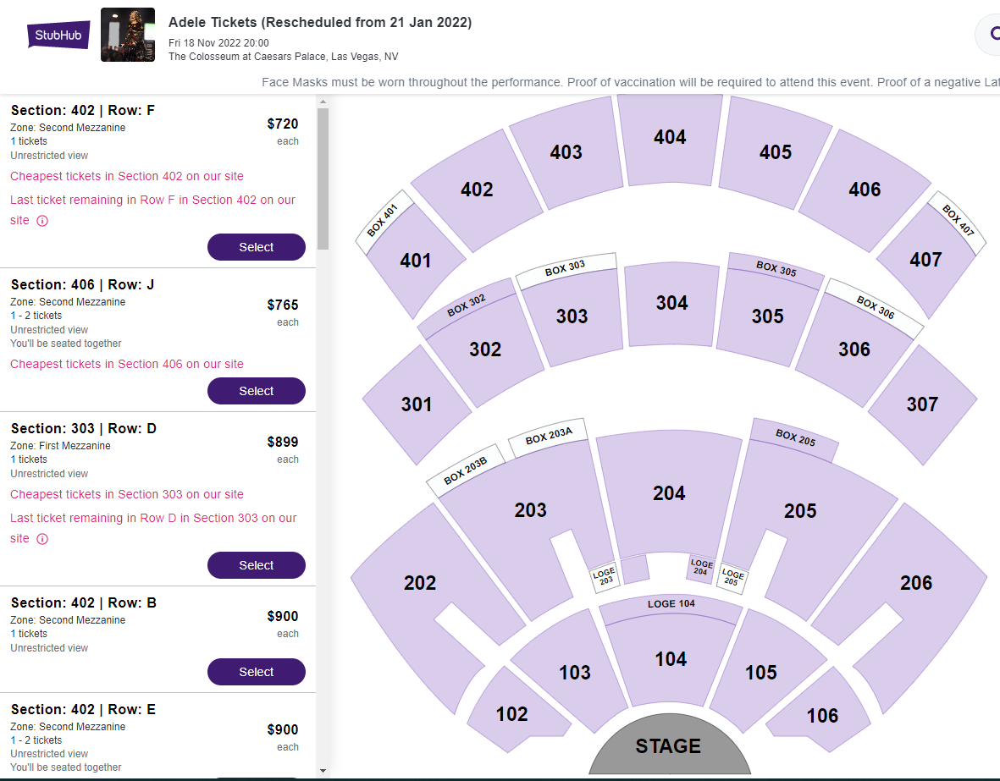 StubHub
Adele Tickets (Rescheduled from 21 Jan 2022)
Fri 18 Nov 2022 20:00
The Colosseum at Caesars Palace, Las Vegas, NV
Face Masks must be worn throughout the performance. Proof of vaccination will be required to attend this event. Proof of a negative Lat
Section: 402 | Row: F
Zone: Second Mezzanine
1 tickets
Unrestricted view
$720
each
Cheapest tickets in Section 402 on our site
Last ticket remaining in Row F in Section 402 on our
site
Select
Section: 406 | Row: J
Zone: Second Mezzanine
1 - 2 tickets
Unrestricted view
You'll be seated together
$765
each
Cheapest tickets in Section 406 on our site
Select
Section: 303 | Row: D
Zone: First Mezzanine
1 tickets
Unrestricted view
$899
each
Cheapest tickets in Section 303 on our site
Last ticket remaining in Row D in Section 303 on our
site
Select
Section: 402 | Row: B
Zone: Second Mezzanine
1 tickets
Unrestricted view
$900
each
Select
Section: 402 | Row: E
Zone: Second Mezzanine
1 - 2 tickets
Unrestricted view
You'll be seated together
$900
each
BOX 401
401
402
403
404
405
406
BOX 407
407
301
BOX 302
302
BOX 303
303
304
BOX 305
305
BOX 306
306
307
202
BOX 203B
BOX 203A
203
LOGE
203
204
LOGE
204
LOGE
205
BOX 205
205
206
102
103
LOGE 104
104
105
106
STAGE